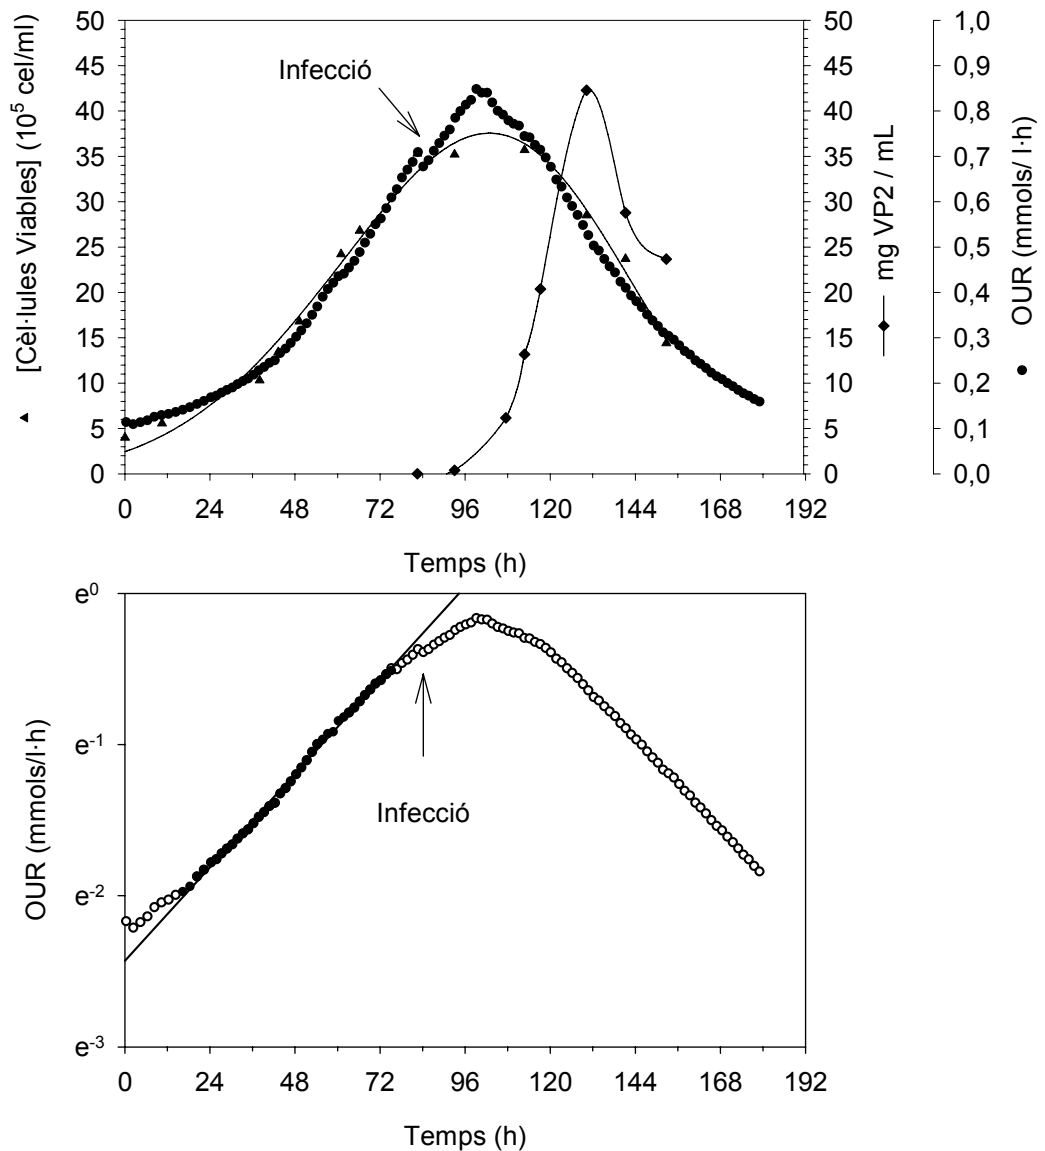 [Cèl·lules Viables] (10⁵ cel/ml)
50
45
40
35
30
25
20
15
10
5
0
Infecció
50
45
40
35
30
25
20
15
10
5
0
mg VP2 / mL
1,0
0,9
0,8
0,7
0,6
0,5
0,4
0,3
0,2
0,1
0,0
OUR (mmols/ l·h)
0 24 48 72 96 120 144 168 192
Temps (h)
OUR (mmols/l·h)
e⁰
e⁻¹
e⁻²
e⁻³
Infecció
0 24 48 72 96 120 144 168 192
Temps (h)